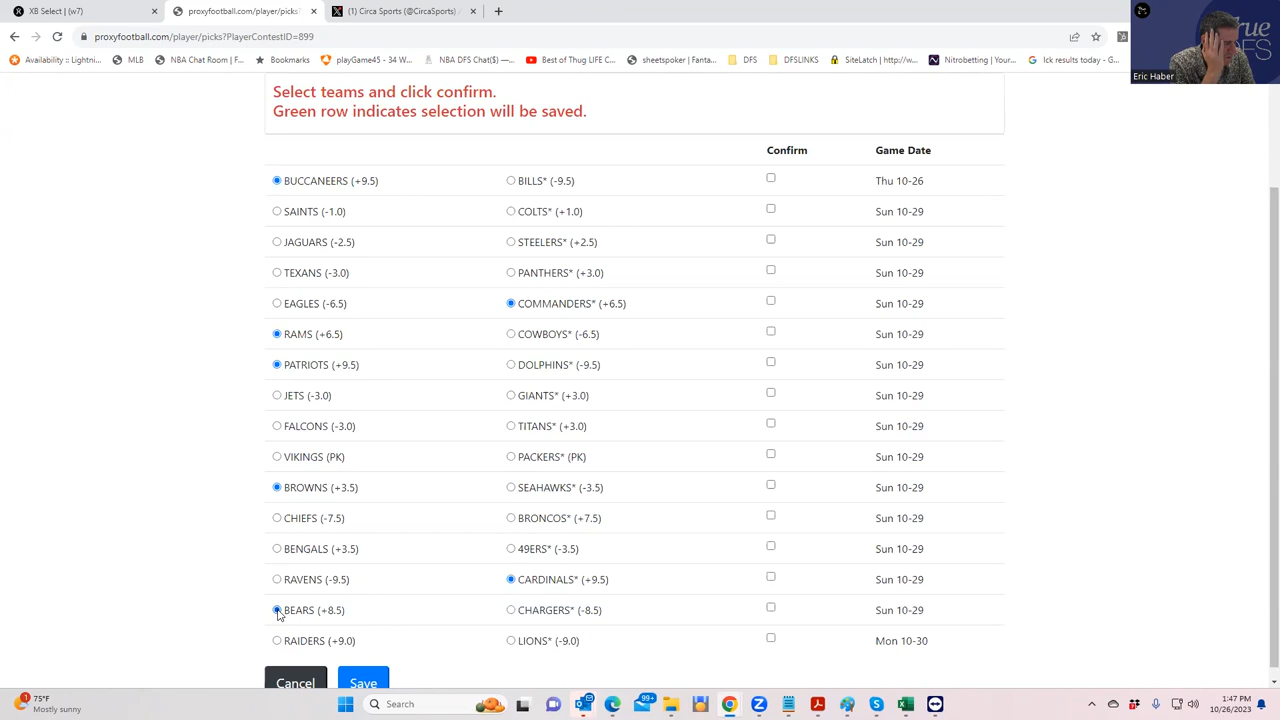 XB Select (w7)
proxyfootball.com/player/picks?
(1) Circa Sports (@CircaSports) /
proxyfootball.com/player/picks?PlayerContestID=899
Availability :: Lightni... MLB NBA Chat Room | F... Bookmarks playGame45 - 34 W... NBA DFS Chat($) —... Best of Thug LIFE C... sheetspoker | Fanta... DFS DFSLINKS SiteLatch | http://w... Nitrobetting | Your... Ick results today - G...
True
DFS
Eric Haber
Select teams and click confirm.
Green row indicates selection will be saved.
Confirm Game Date
BUCCANEERS (+9.5) BILLS* (-9.5) Thu 10-26
SAINTS (-1.0) COLTS* (+1.0) Sun 10-29
JAGUARS (-2.5) STEELERS* (+2.5) Sun 10-29
TEXANS (-3.0) PANTHERS* (+3.0) Sun 10-29
EAGLES (-6.5) COMMANDERS* (+6.5) Sun 10-29
RAMS (+6.5) COWBOYS* (-6.5) Sun 10-29
PATRIOTS (+9.5) DOLPHINS* (-9.5) Sun 10-29
JETS (-3.0) GIANTS* (+3.0) Sun 10-29
FALCONS (-3.0) TITANS* (+3.0) Sun 10-29
VIKINGS (PK) PACKERS* (PK) Sun 10-29
BROWNS (+3.5) SEAHAWKS* (-3.5) Sun 10-29
CHIEFS (-7.5) BRONCOS* (+7.5) Sun 10-29
BENGALS (+3.5) 49ERS* (-3.5) Sun 10-29
RAVENS (-9.5) CARDINALS* (+9.5) Sun 10-29
BEARS (+8.5) CHARGERS* (-8.5) Sun 10-29
RAIDERS (+9.0) LIONS* (-9.0) Mon 10-30
Cancel Save
75°F
Mostly sunny
Search
99+
1:47 PM
10/26/2023